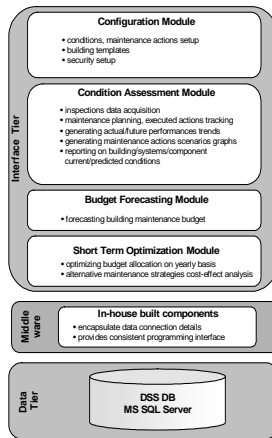 Interface Tier
Configuration Module
• conditions, maintenance actions setup
• building templates
• security setup
Condition Assessment Module
• inspections data acquisition
• maintenance planning, executed actions tracking
• generating actual/future performances trends
• generating maintenance actions scenarios graphs
• reporting on building/systems/component
current/predicted conditions
Budget Forecasting Module
• forecasting building maintenance budget
Short Term Optimization Module
• optimizing budget allocation on yearly basis
• alternative maintenance strategies cost-effect analysis
Middle
ware
In-house built components
• encapsulate data connection details
• provides consistent programming interface
Data
Tier
DSS DB
MS SQL Server